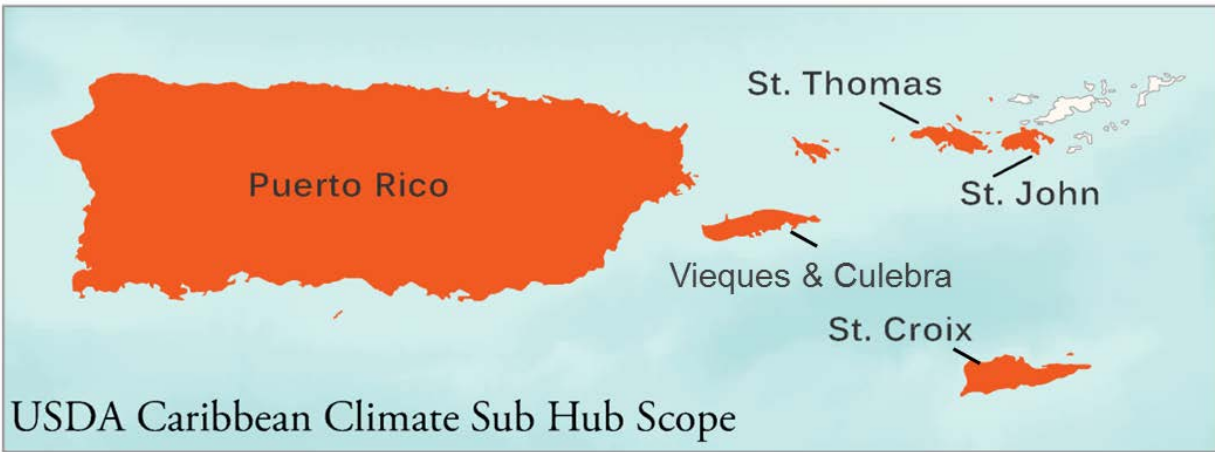 St. Thomas
Puerto Rico
St. John
Vieques & Culebra
St. Croix
USDA Caribbean Climate Sub Hub Scope